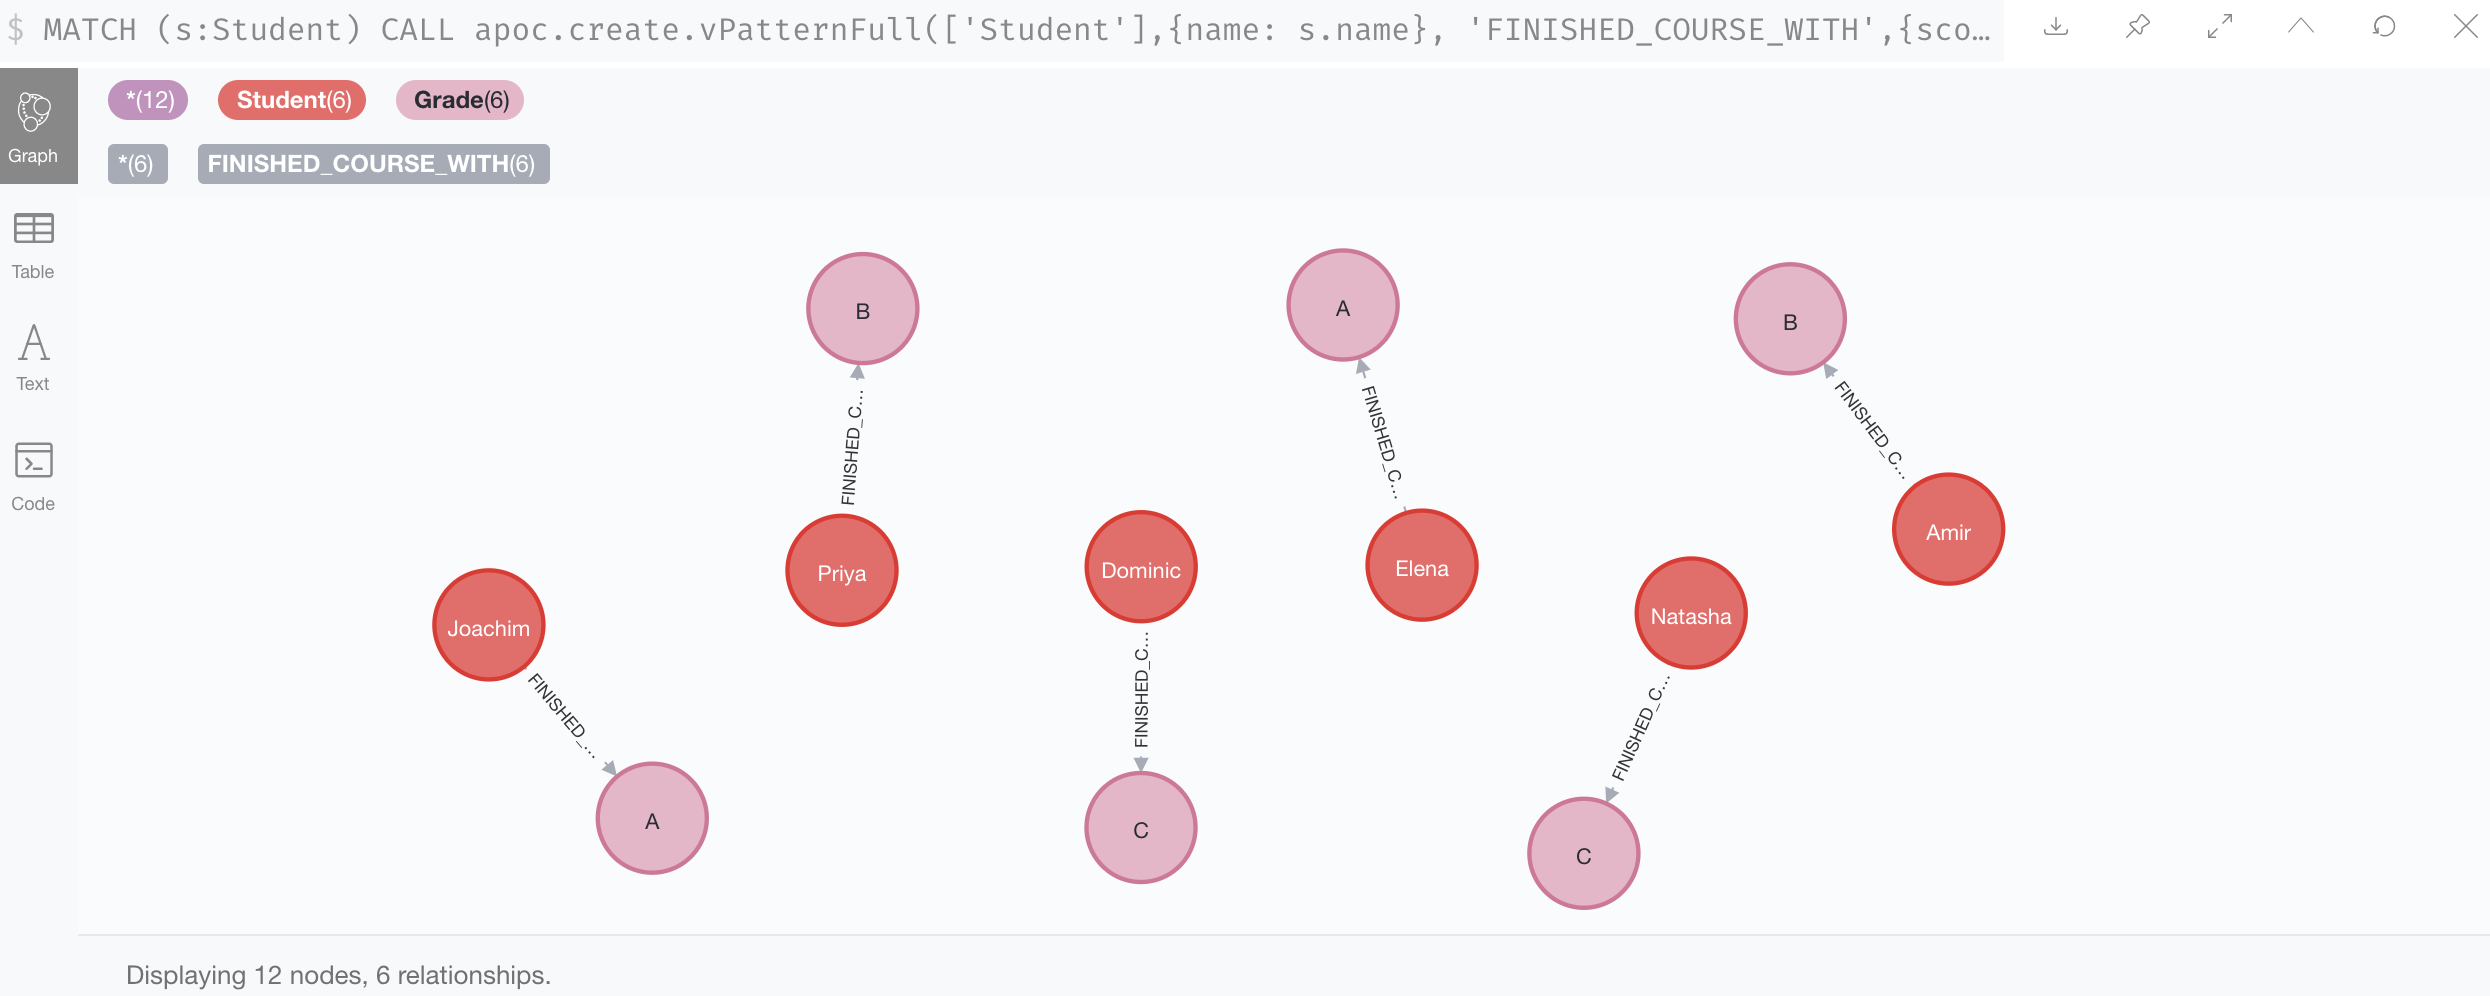 $ MATCH (s:Student) CALL apoc.create.vPatternFull(['Student'],{name: s.name}, 'FINISHED_COURSE_WITH',{sco…
*(12) Student(6) Grade(6)
Graph
*(6) FINISHED_COURSE_WITH(6)
Table
Text
Code
B
A
B
FINISHED_C…
FINISHED_C…
FINISHED_C…
Joachim
Priya
Dominic
Elena
Natasha
Amir
FINISHED_…
FINISHED_C…
FINISHED_C…
A
C
C
Displaying 12 nodes, 6 relationships.